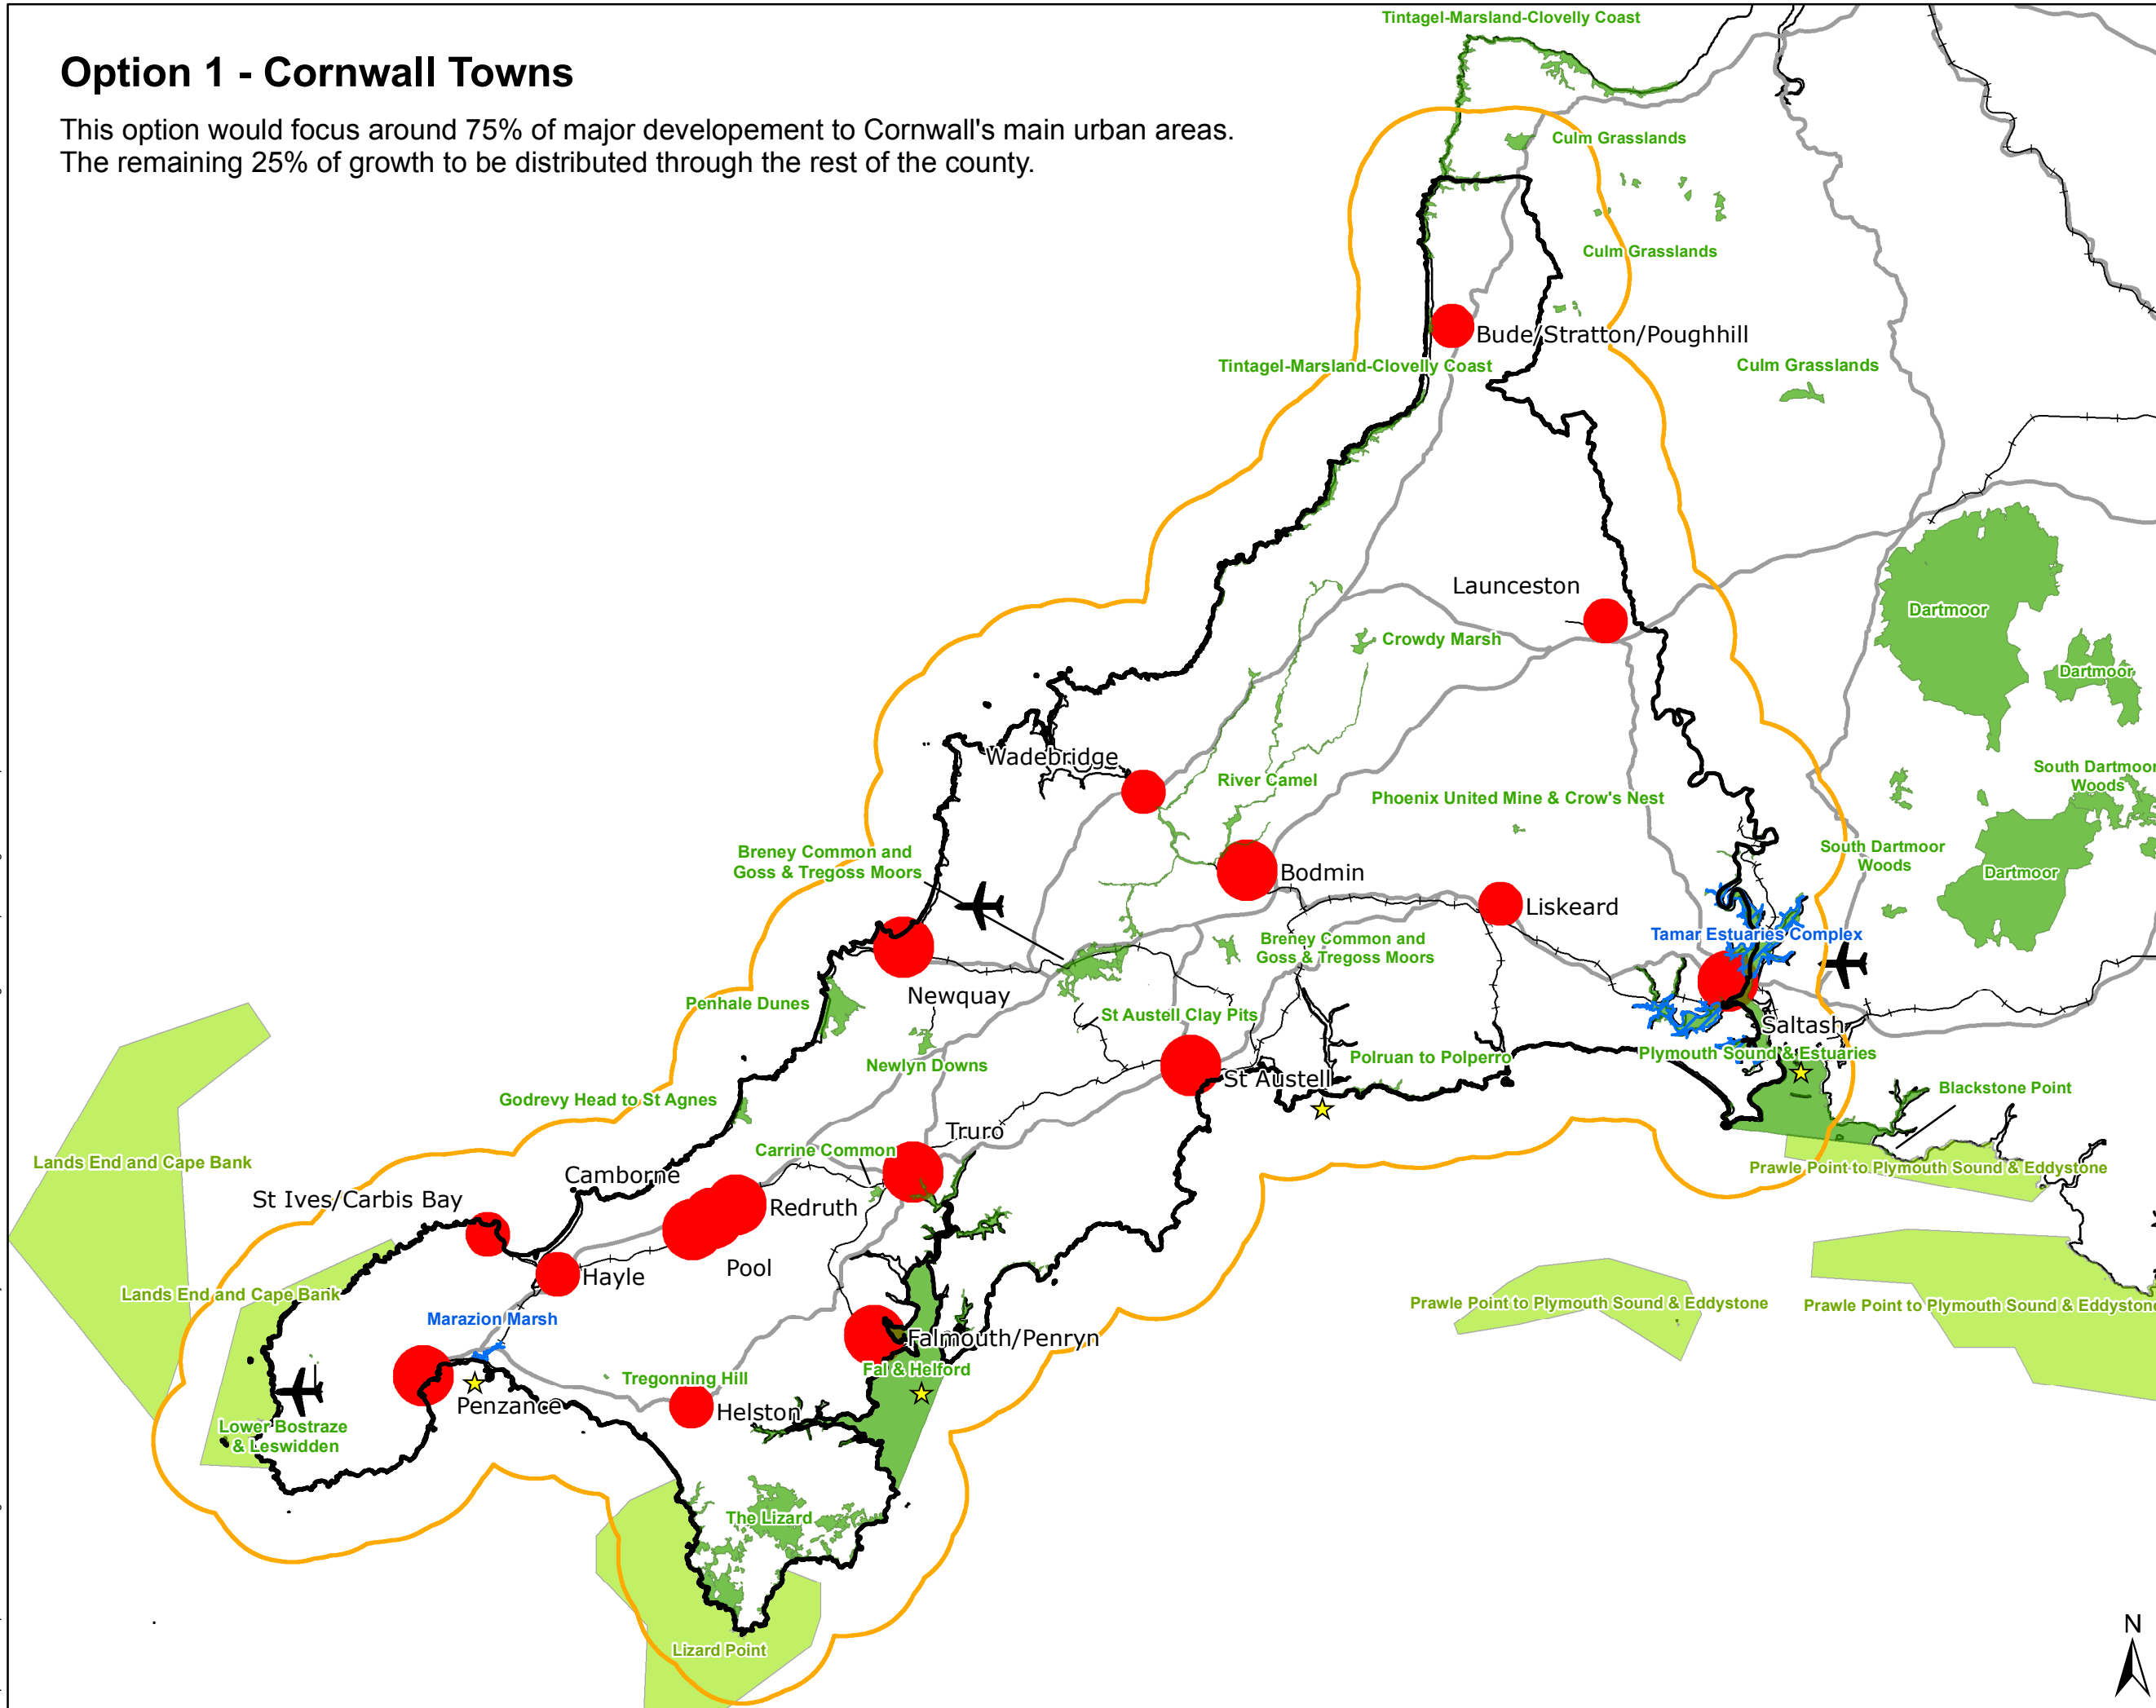 Tintagel-Marsland-Clovelly Coast
Option 1 - Cornwall Towns
This option would focus around 75% of major developement to Cornwall's main urban areas.
The remaining 25% of growth to be distributed through the rest of the county.
Culm Grasslands
Culm Grasslands
Bude/Stratton/Poughhill
Tintagel-Marsland-Clovelly Coast
Culm Grasslands
Launceston
Dartmoor
Crowdy Marsh
Dartmoor
Wadebridge
River Camel
South Dartmoor
Woods
Phoenix United Mine & Crow's Nest
Breney Common and
Goss & Tregoss Moors
South Dartmoor
Woods
Bodmin
Dartmoor
Liskeard
Tamar Estuaries Complex
Breney Common and
Goss & Tregoss Moors
Newquay
Penhale Dunes
St Austell Clay Pits
Saltash
Plymouth Sound & Estuaries
Polruan to Polperro
Newlyn Downs
St Austell
Blackstone Point
Godrevy Head to St Agnes
Truro
Carrine Common
Lands End and Cape Bank
Prawle Point to Plymouth Sound & Eddystone
Camborne
St Ives/Carbis Bay
Redruth
Pool
Hayle
Lands End and Cape Bank
Prawle Point to Plymouth Sound & Eddystone
Prawle Point to Plymouth Sound & Eddystone
Marazion Marsh
Falmouth/Penryn
Fal & Helford
Tregonning Hill
Penzance
Helston
Lower Bostraze
& Leswidden
The Lizard
Lizard Point
N